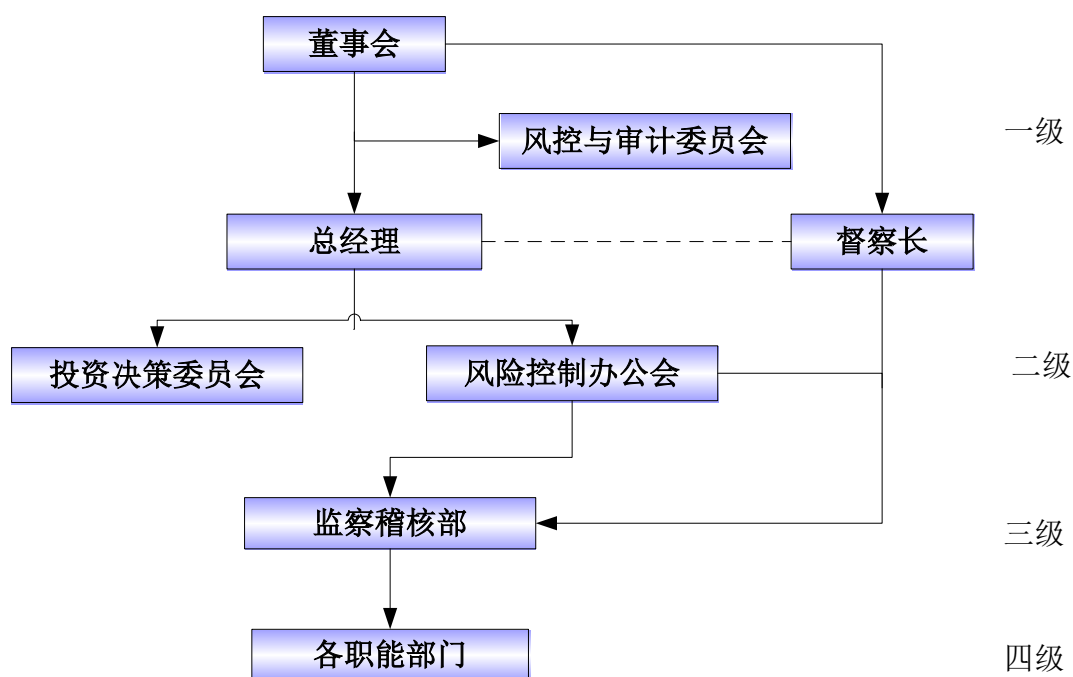 董事会
风控与审计委员会
一级
总经理
督察长
投资决策委员会
风险控制办公会
二级
监察稽核部
三级
各职能部门
四级